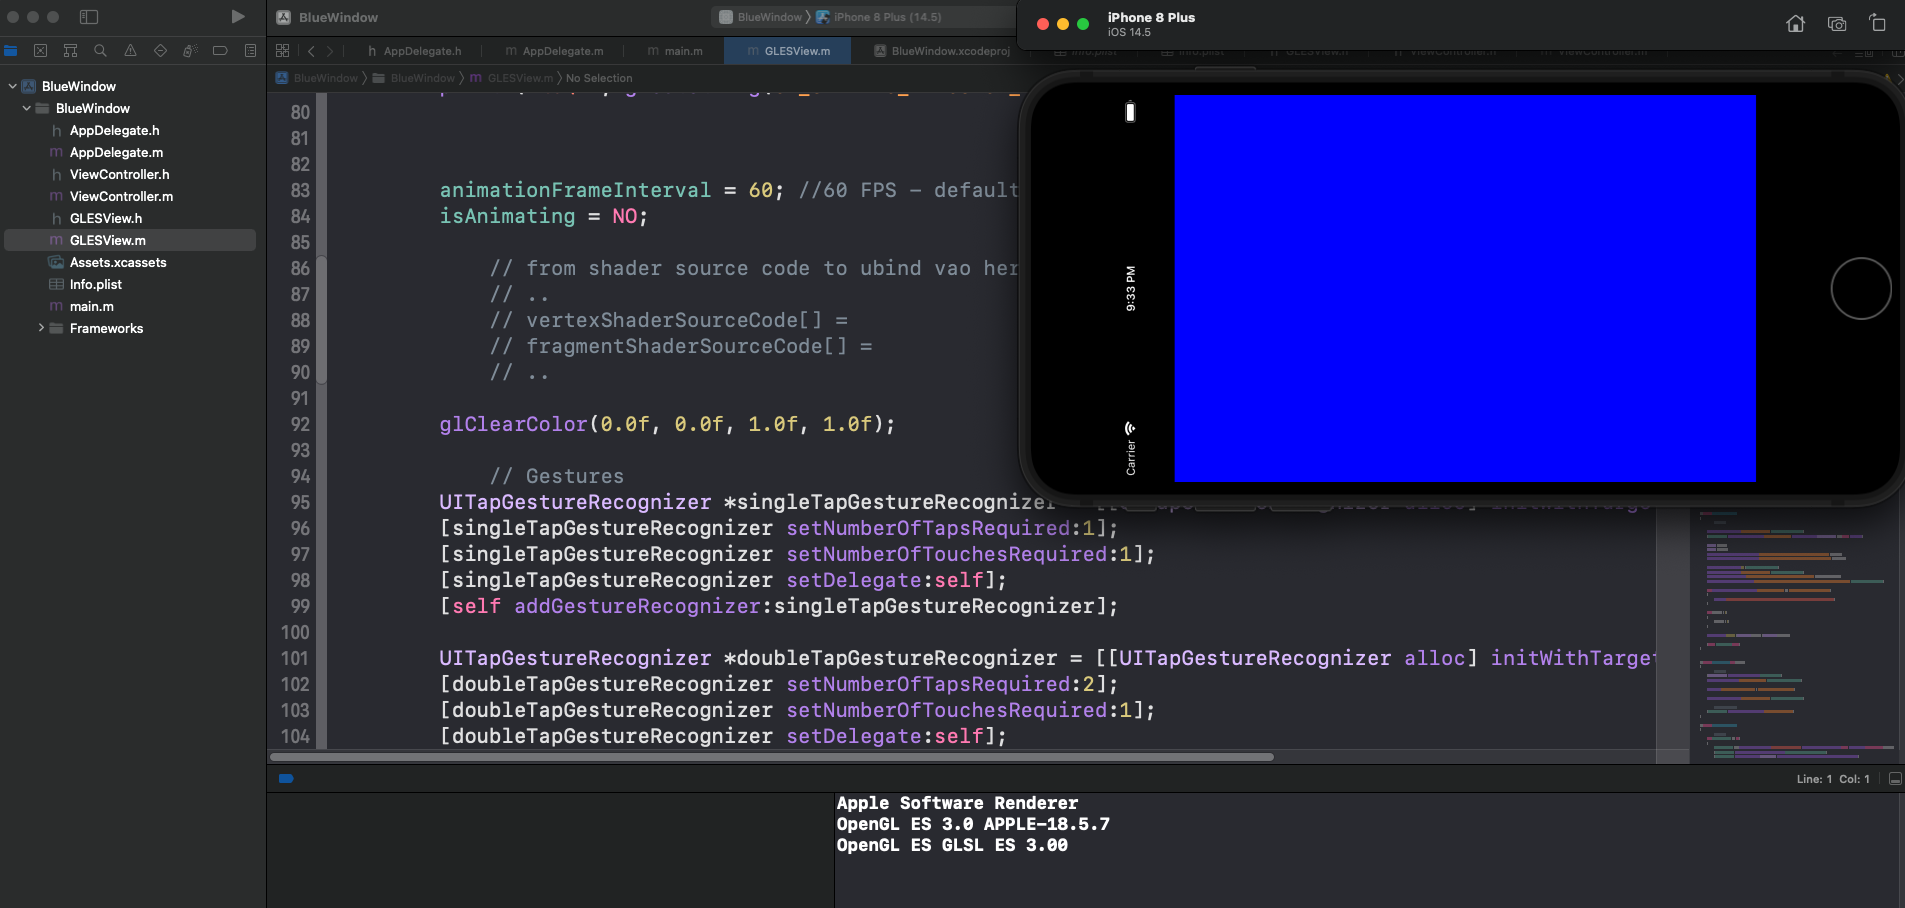 BlueWindow
BlueWindow
iPhone 8 Plus (14.5)
iPhone 8 Plus
iOS 14.5
h AppDelegate.h
m AppDelegate.m
m main.m
m GLESView.m
BlueWindow.xcodeproj
BlueWindow
BlueWindow
m GLESView.m
No Selection
BlueWindow
BlueWindow
h AppDelegate.h
m AppDelegate.m
h ViewController.h
m ViewController.m
h GLESView.h
m GLESView.m
Assets.xcassets
Info.plist
m main.m
Frameworks
80
81
82
83 animationFrameInterval = 60; //60 FPS - default
84 isAnimating = NO;
85
86 // from shader source code to ubind vao her
87 // ..
88 // vertexShaderSourceCode[] =
89 // fragmentShaderSourceCode[] =
90 // ..
91
92 glClearColor(0.0f, 0.0f, 1.0f, 1.0f);
93
94 // Gestures
95 UITapGestureRecognizer *singleTapGestureRecognizer
96 [singleTapGestureRecognizer setNumberOfTapsRequired:1];
97 [singleTapGestureRecognizer setNumberOfTouchesRequired:1];
98 [singleTapGestureRecognizer setDelegate:self];
99 [self addGestureRecognizer:singleTapGestureRecognizer];
100
101 UITapGestureRecognizer *doubleTapGestureRecognizer = [[UITapGestureRecognizer alloc] initWithTarget
102 [doubleTapGestureRecognizer setNumberOfTapsRequired:2];
103 [doubleTapGestureRecognizer setNumberOfTouchesRequired:1];
104 [doubleTapGestureRecognizer setDelegate:self];
Carrier
9:33 PM
Line: 1 Col: 1
Apple Software Renderer
OpenGL ES 3.0 APPLE-18.5.7
OpenGL ES GLSL ES 3.00